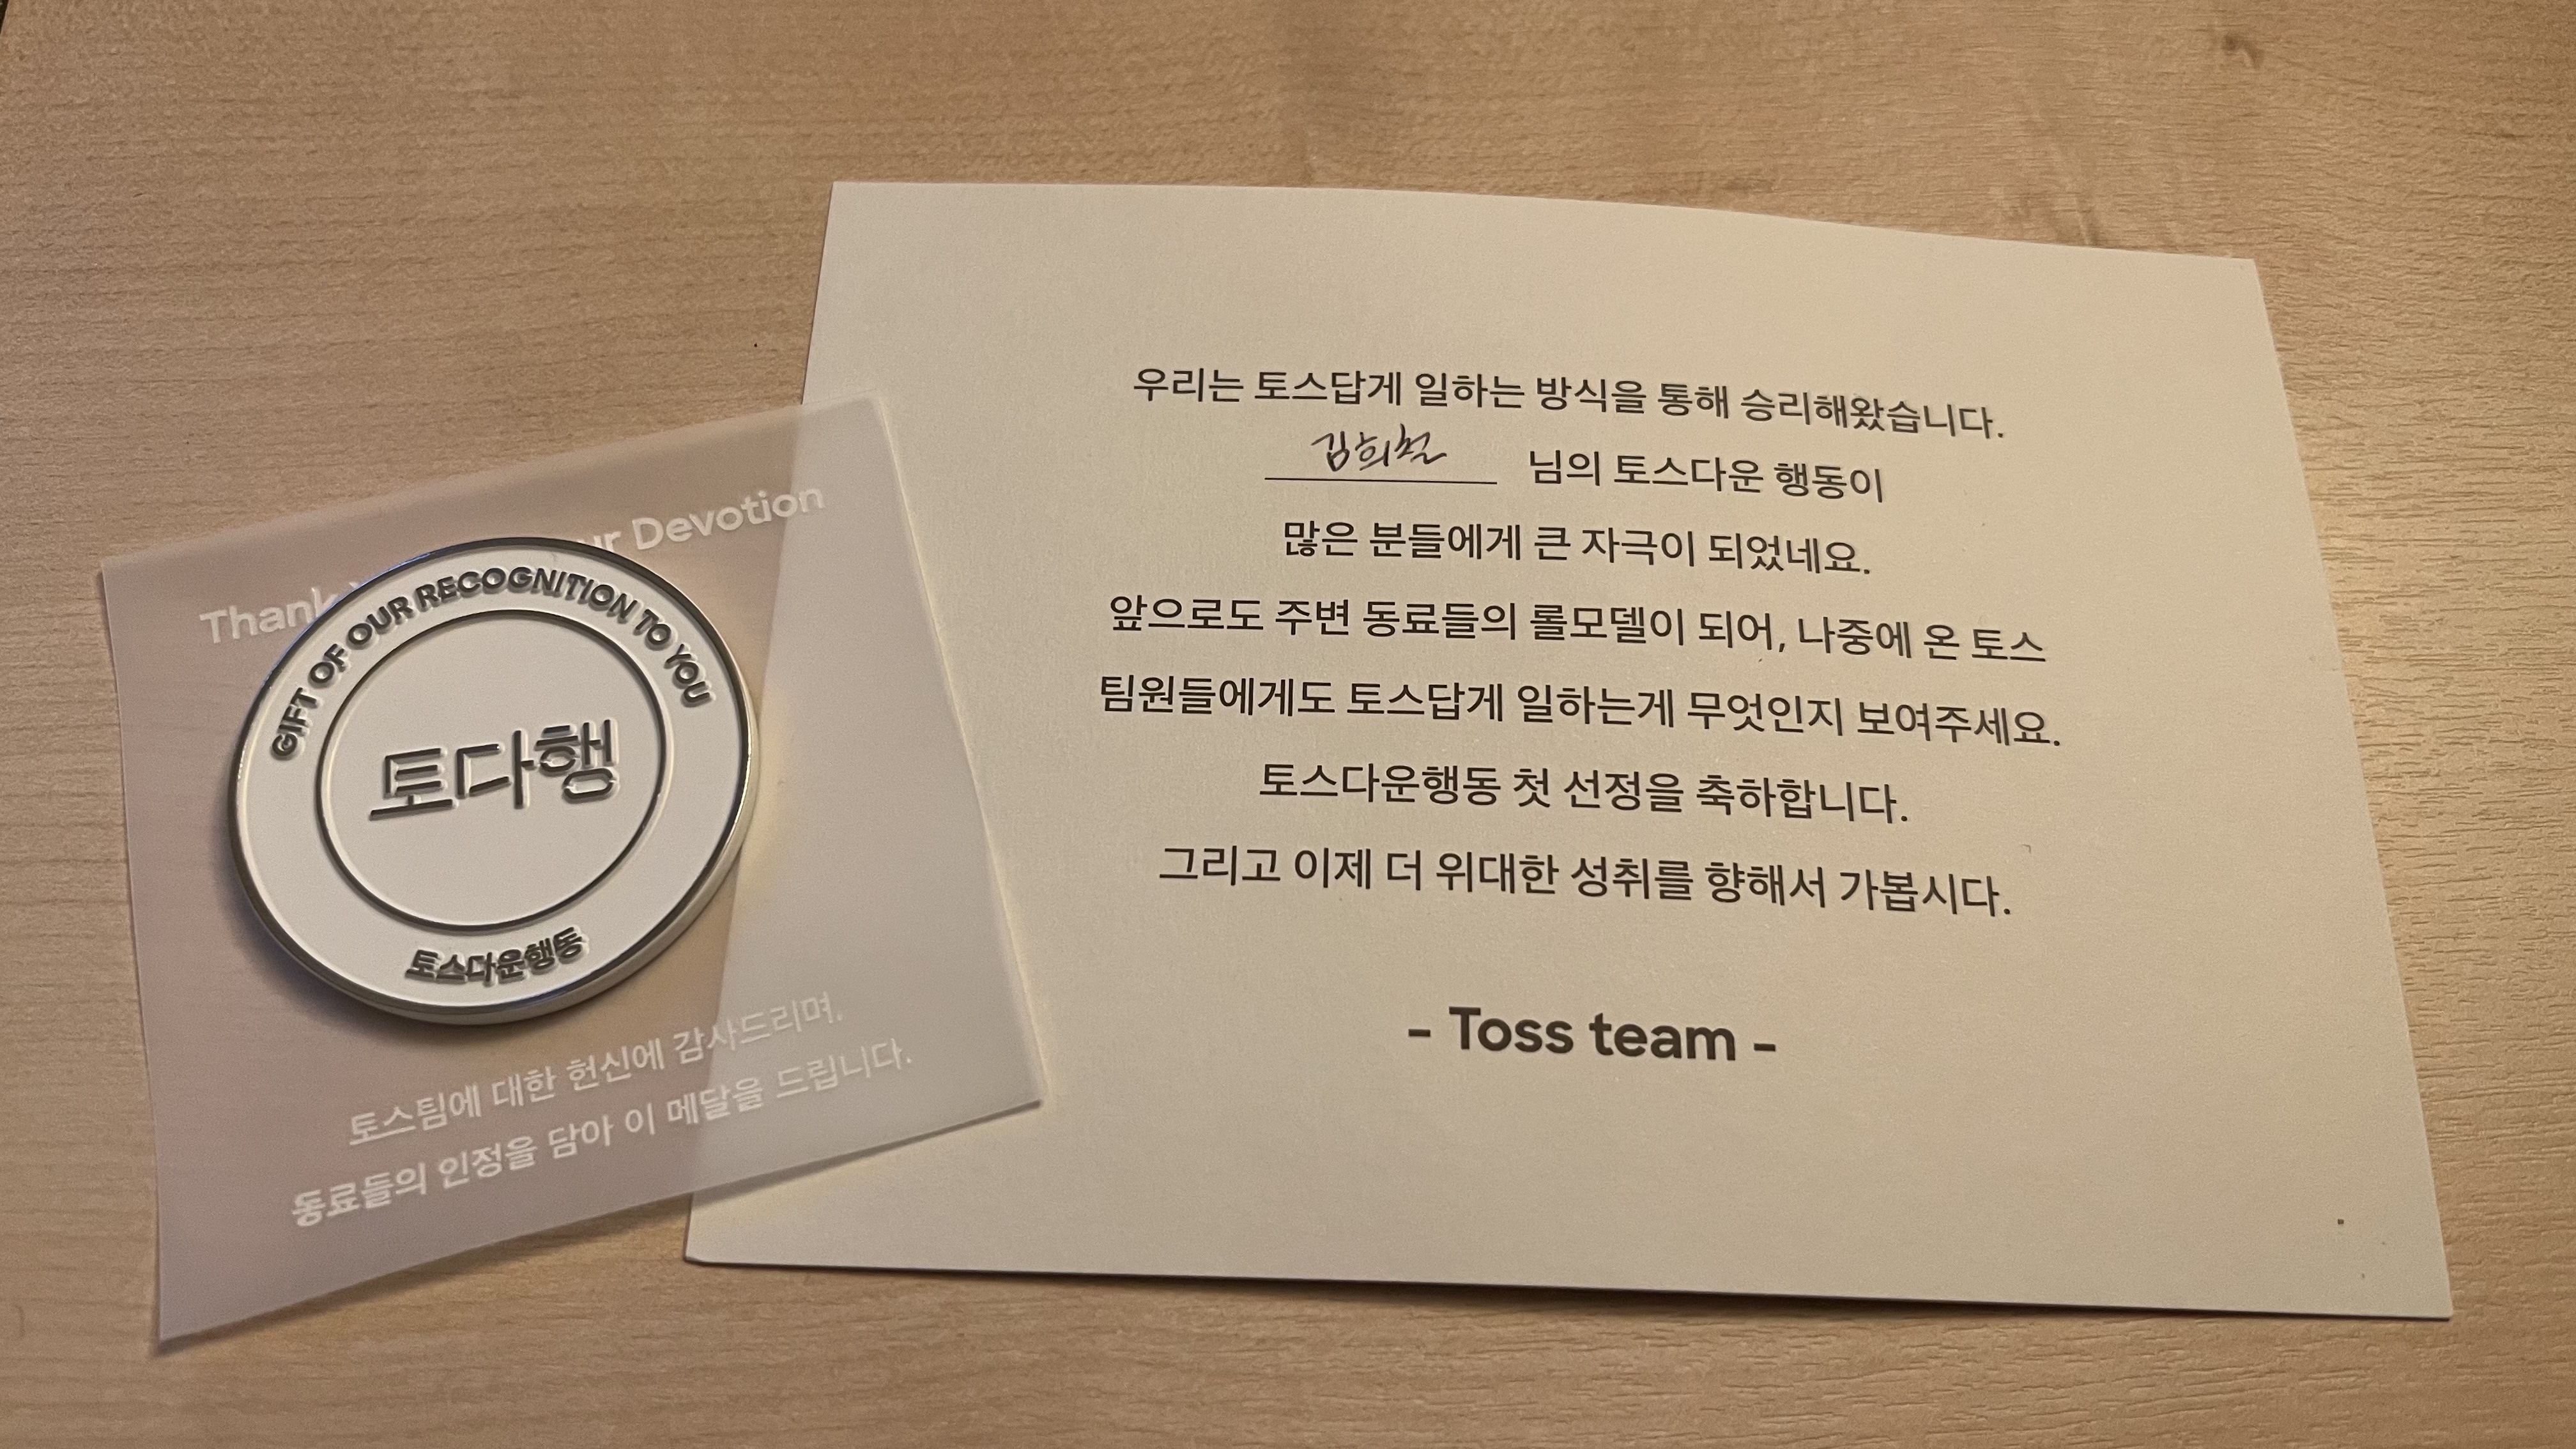 Thank ur Devotion
GIFT OF OUR RECOGNITION TO YOU
토다행
토스다운행동
토스팀에 대한 헌신에 감사드리며,
동료들의 인정을 담아 이 메달을 드립니다.
우리는 토스답게 일하는 방식을 통해 승리해왔습니다.
김희철 님의 토스다운 행동이
많은 분들에게 큰 자극이 되었네요.
앞으로도 주변 동료들의 롤모델이 되어, 나중에 온 토스
팀원들에게도 토스답게 일하는게 무엇인지 보여주세요.
토스다운행동 첫 선정을 축하합니다.
그리고 이제 더 위대한 성취를 향해서 가봅시다.
- Toss team -